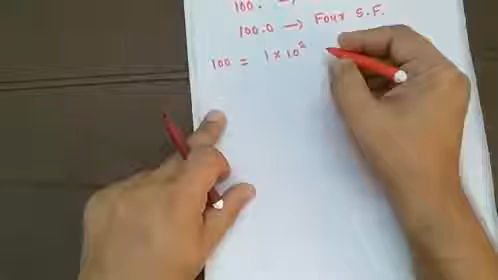 100. →
100.0 → Four S.F.
100 = 1 × 10²